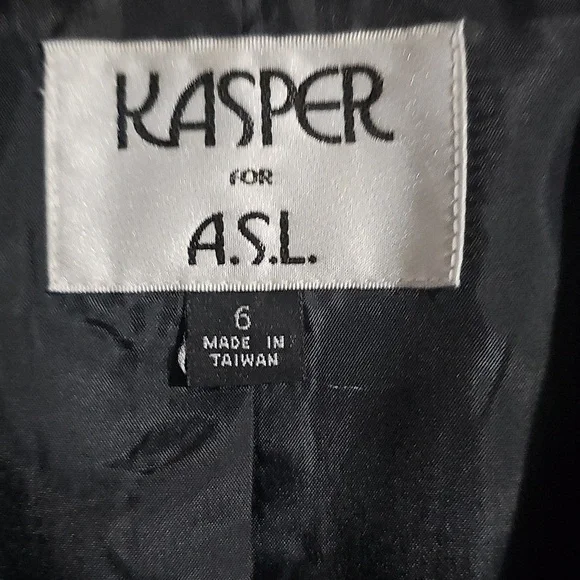 KASPER
FOR
A.S.L.
6
MADE IN
TAIWAN